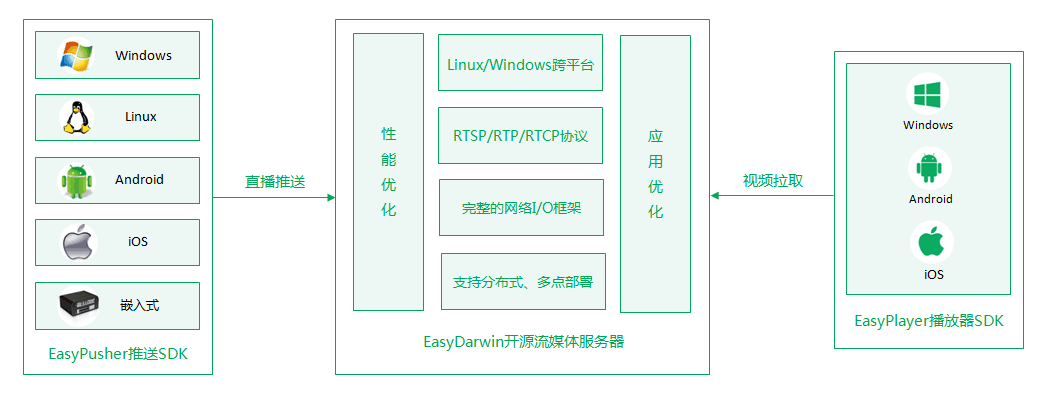 Windows
Linux
Android
iOS
嵌入式
EasyPusher推送SDK
直播推送
性能优化
Linux/Windows跨平台
RTSP/RTP/RTCP协议
完整的网络I/O框架
支持分布式、多点部署
应用优化
EasyDarwin开源流媒体服务器
视频拉取
Windows
Android
iOS
EasyPlayer播放器SDK